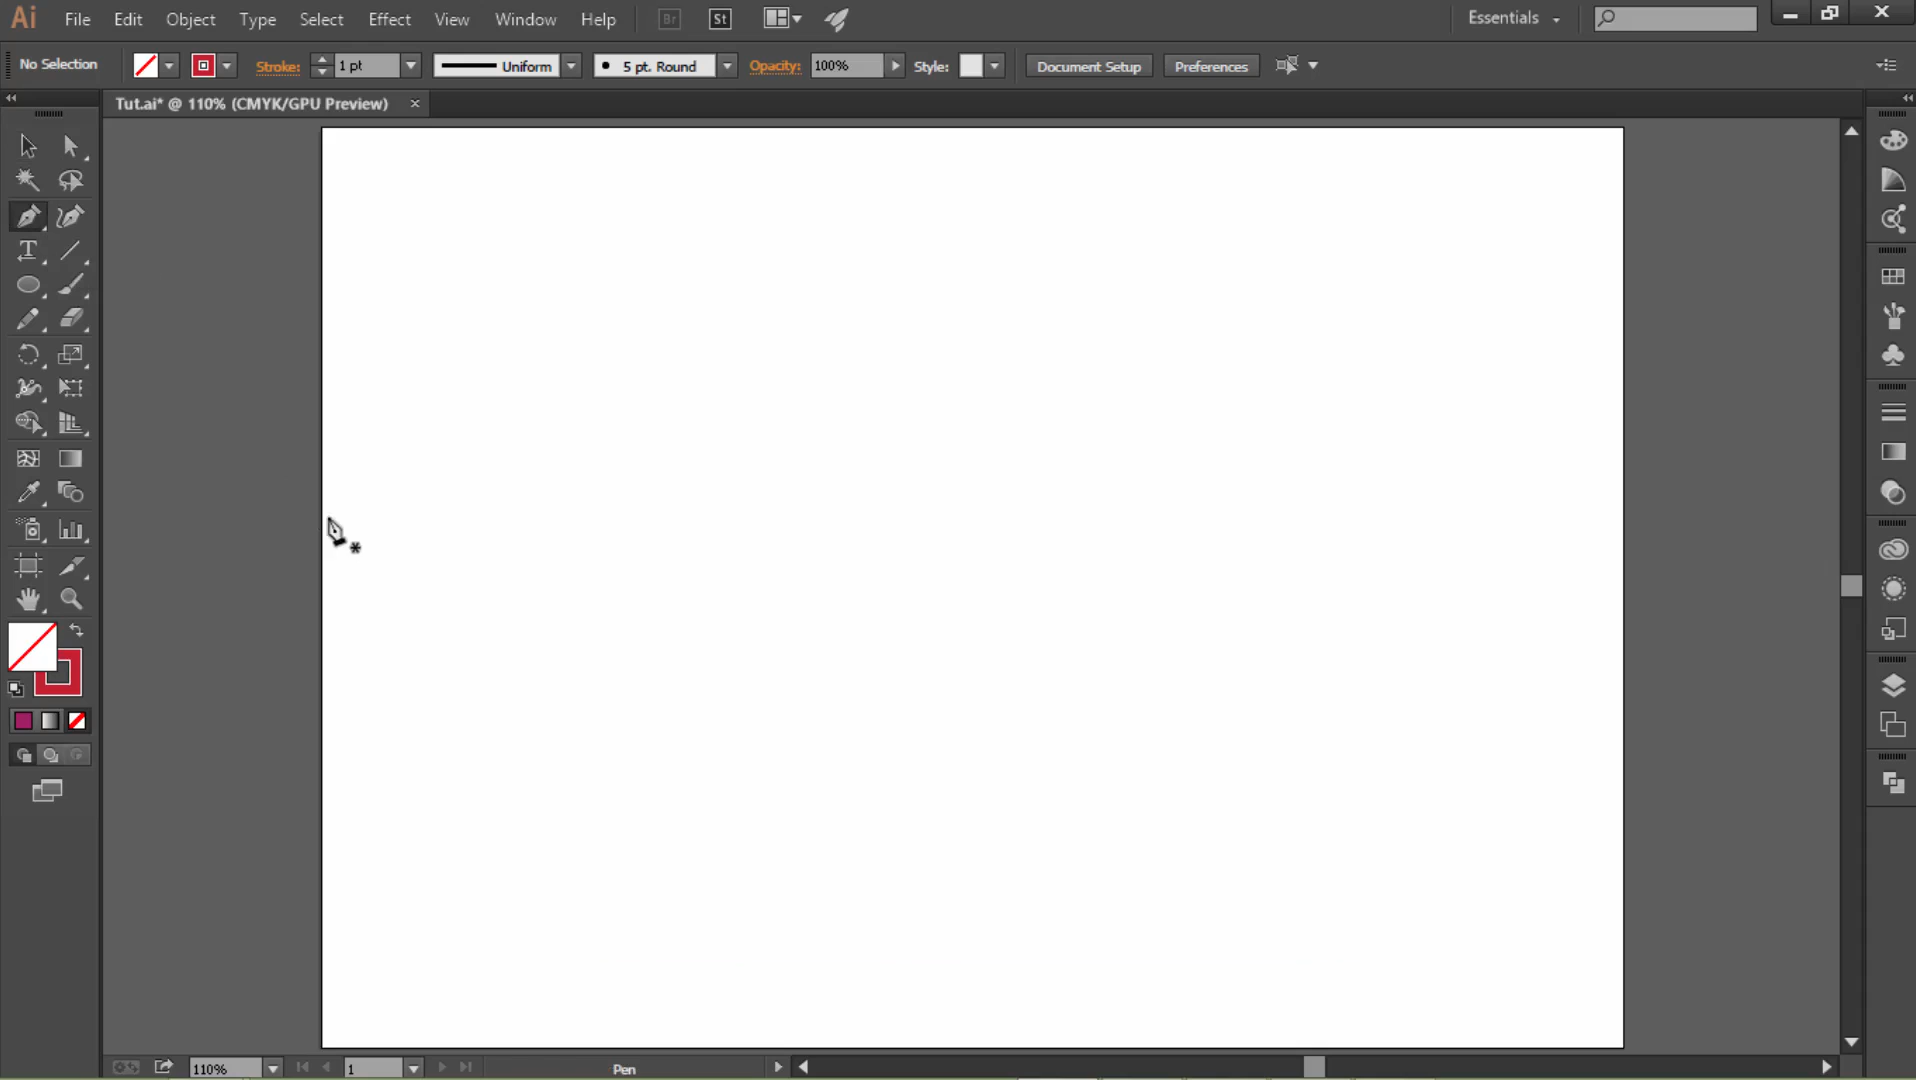 Ai File Edit Object Type Select Effect View Window Help Br St Essentials
No Selection Stroke: 1 pt Uniform 5 pt. Round Opacity: 100% Style: Document Setup Preferences
Tut.ai* @ 110% (CMYK/GPU Preview)
110% 1 Pen